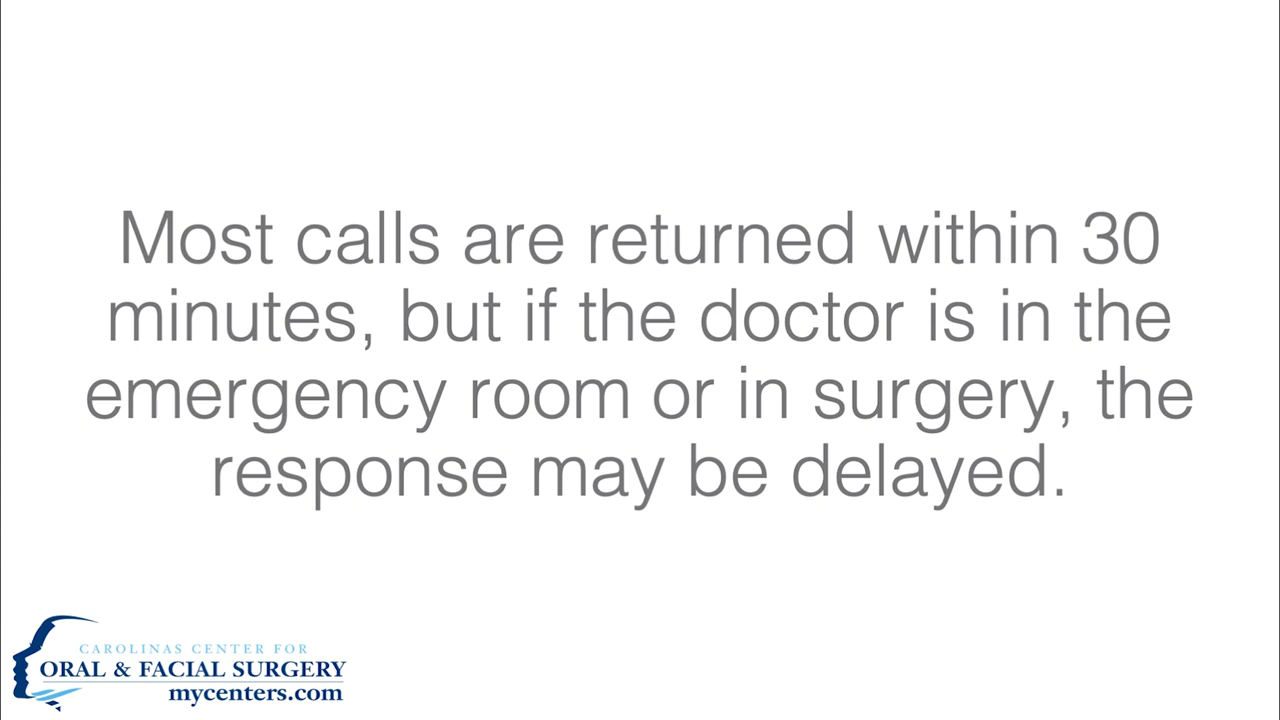 Most calls are returned within 30
minutes, but if the doctor is in the
emergency room or in surgery, the
response may be delayed.
CAROLINAS CENTER FOR
ORAL & FACIAL SURGERY
mycenters.com